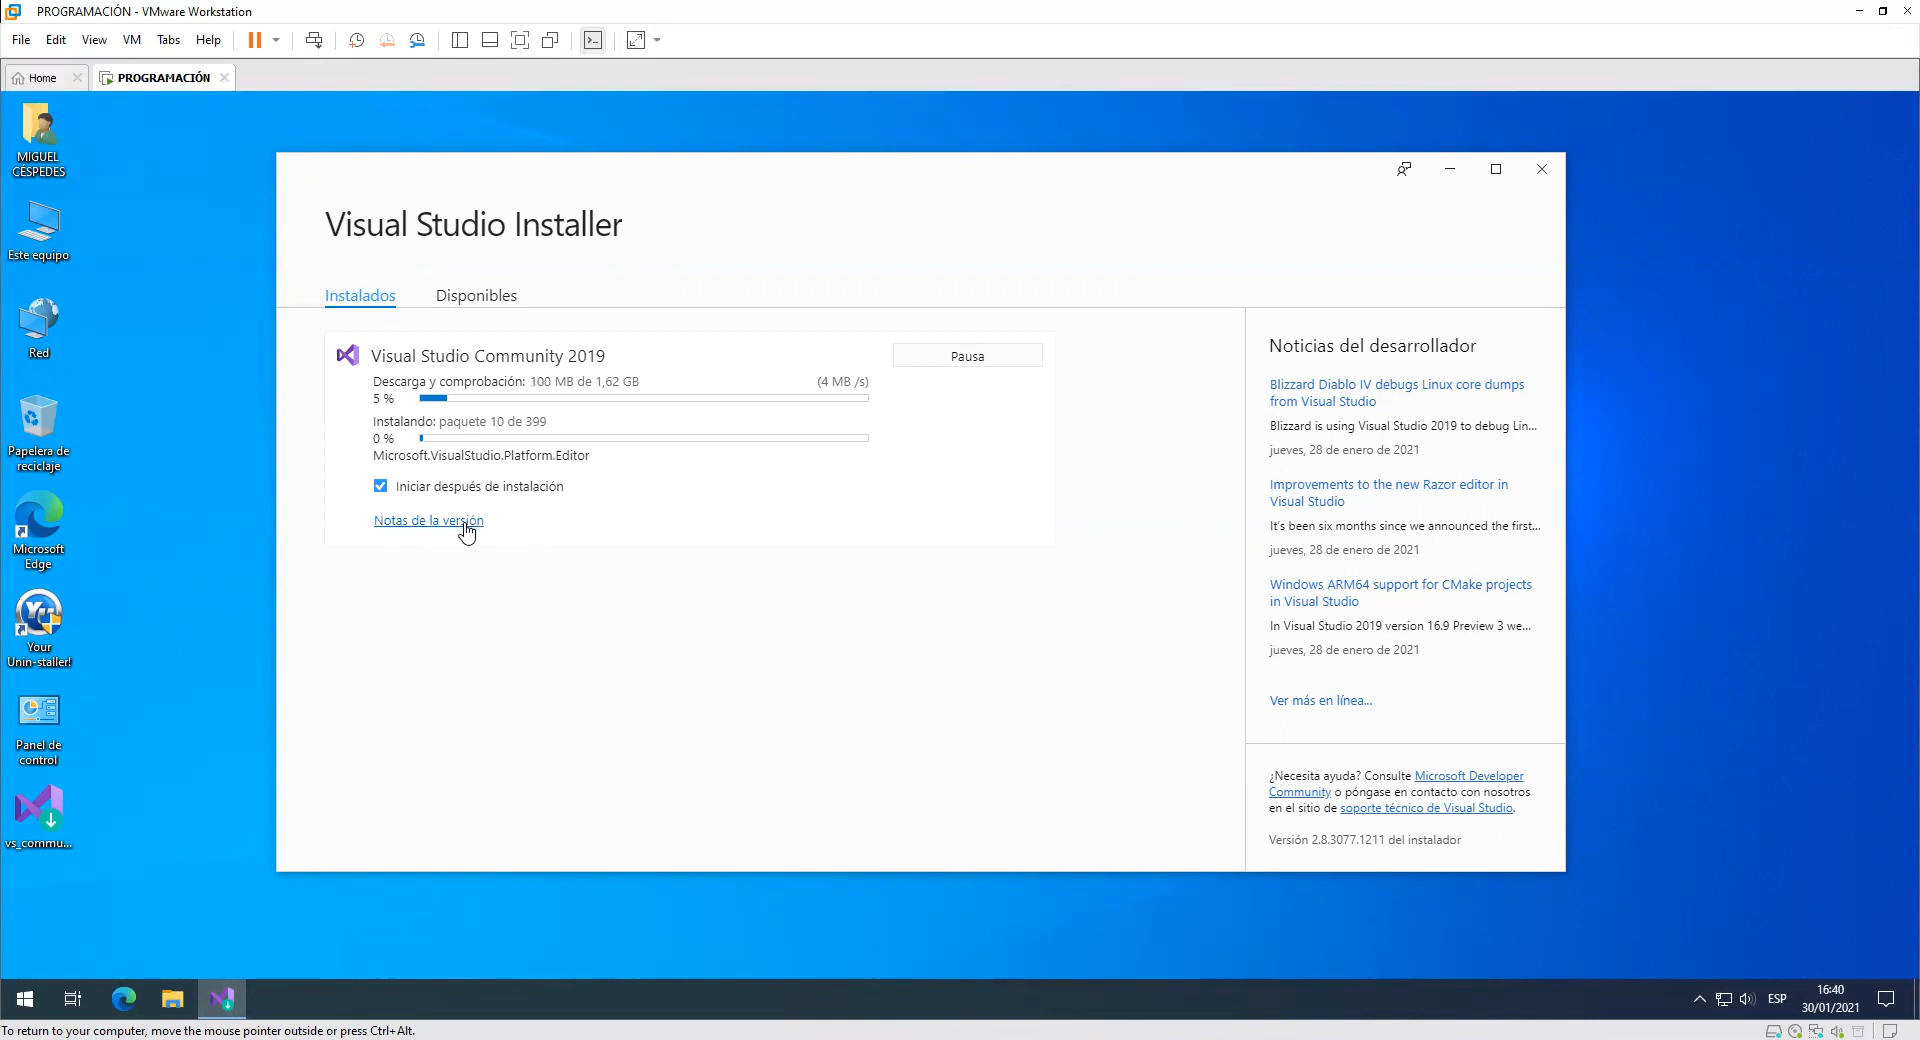 PROGRAMACIÓN - VMware Workstation
File Edit View VM Tabs Help
Home
PROGRAMACIÓN
MIGUEL
CÉSPEDES
Este equipo
Red
Papelera de
reciclaje
Microsoft
Edge
Your
Unin-staller!
Panel de
control
vs_commu...
Visual Studio Installer
Instalados Disponibles
Visual Studio Community 2019
Pausa
Descarga y comprobación: 100 MB de 1,62 GB (4 MB /s)
5 %
Instalando: paquete 10 de 399
0 %
Microsoft.VisualStudio.Platform.Editor
Iniciar después de instalación
Notas de la versión
Noticias del desarrollador
Blizzard Diablo IV debugs Linux core dumps
from Visual Studio
Blizzard is using Visual Studio 2019 to debug Lin...
jueves, 28 de enero de 2021
Improvements to the new Razor editor in
Visual Studio
It's been six months since we announced the first...
jueves, 28 de enero de 2021
Windows ARM64 support for CMake projects
in Visual Studio
In Visual Studio 2019 version 16.9 Preview 3 we...
jueves, 28 de enero de 2021
Ver más en línea...
¿Necesita ayuda? Consulte Microsoft Developer
Community o póngase en contacto con nosotros
en el sitio de soporte técnico de Visual Studio.
Versión 2.8.3077.1211 del instalador
ESP
16:40
30/01/2021
To return to your computer, move the mouse pointer outside or press Ctrl+Alt.